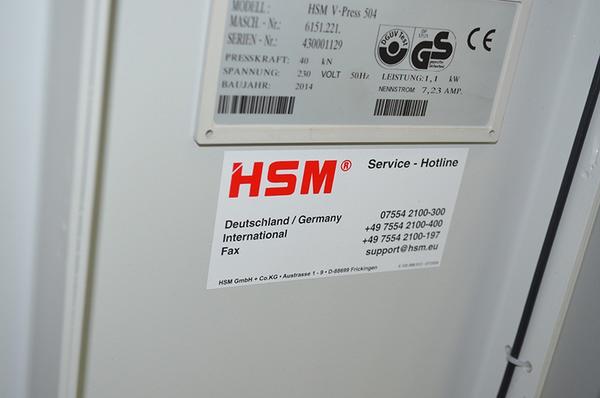 MODELL: HSM V-Press 504
MASCH.- Nr.: 6151.221.
SERIEN - Nr.: 430001129
PRESSKRAFT: 40 kN
SPANNUNG: 230 VOLT 50Hz LEISTUNG: 1,1 kW
BAUJAHR: 2014 NENNSTROM 7,23 AMP.
DGUV Test
GS
CE
HSM® Service - Hotline
Deutschland / Germany 07554 2100-300
International +49 7554 2100-400
Fax +49 7554 2100-197
support@hsm.eu
HSM GmbH + Co.KG • Austrasse 1 - 9 • D-88699 Frickingen